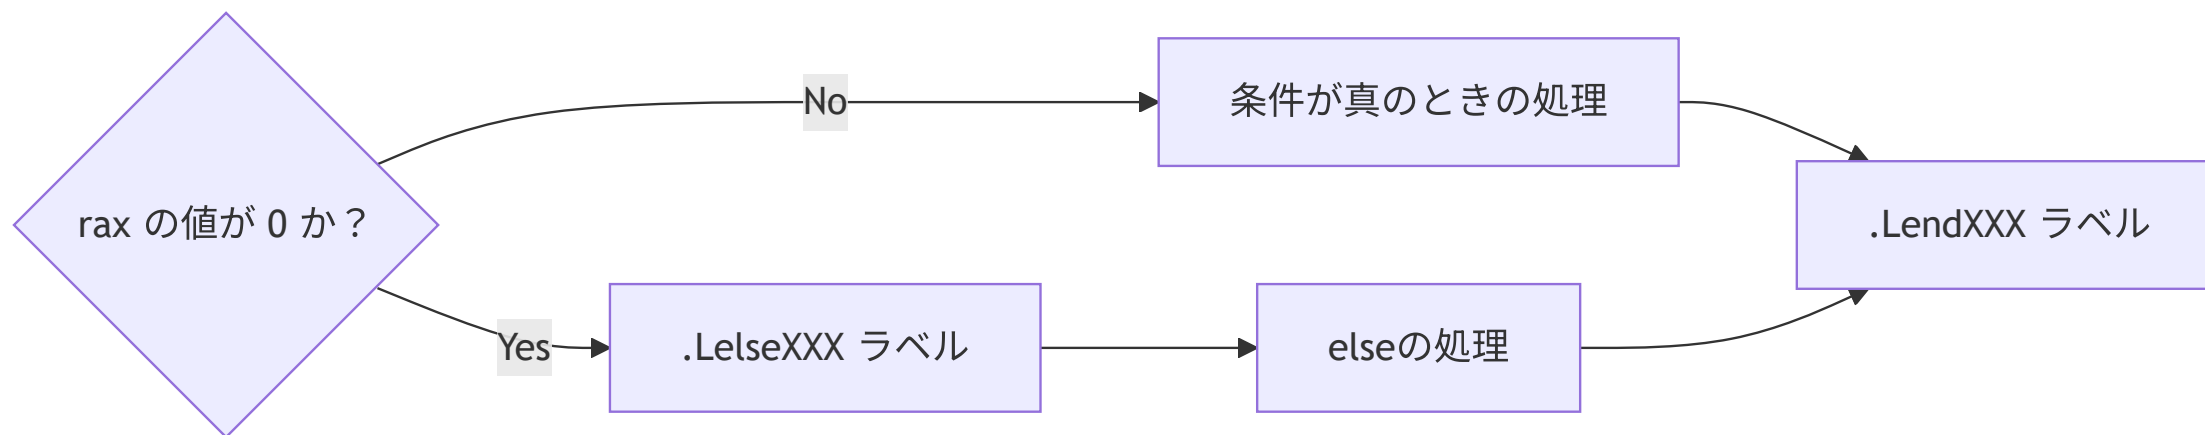 rax の値が 0 か？
No
条件が真のときの処理
Yes
.LelseXXX ラベル
elseの処理
.LendXXX ラベル